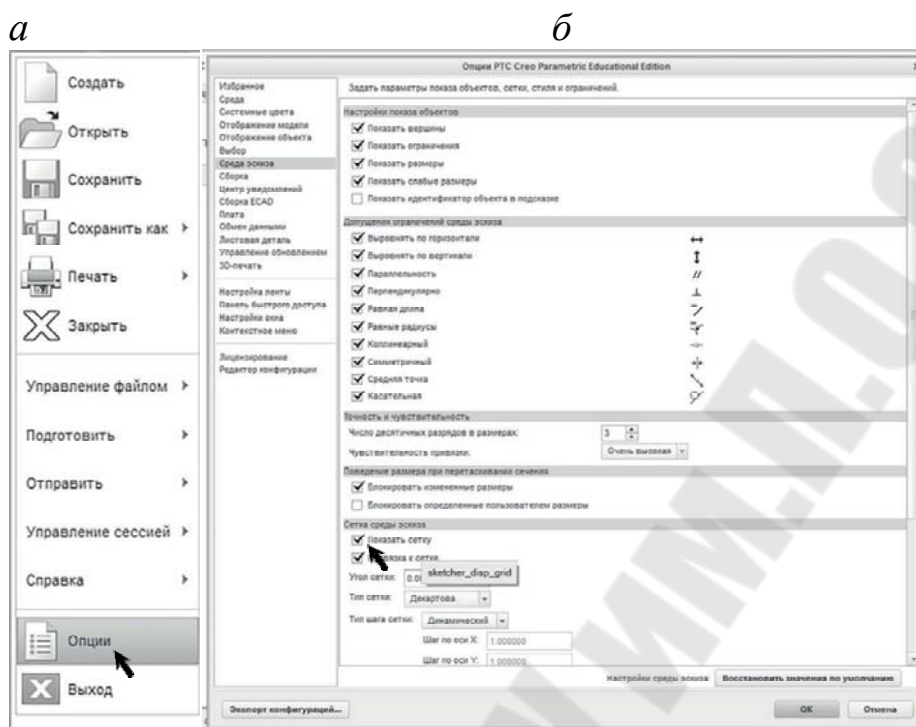 а
б
Создать
Открыть
Сохранить
Сохранить как
Печать
Закрыть
Управление файлом
Подготовить
Отправить
Управление сессией
Справка
Опции
Выход
Опции PTC Creo Parametric Educational Edition
Избранное
Среда
Системные цвета
Отображение модели
Отображение объекта
Выбор
Среда эскиза
Сборка
Центр уведомлений
Сборка ECAD
Плата
Обмен данными
Листовая деталь
Управление обновлением
3D-печать
Настройка ленты
Панель быстрого доступа
Настройки окна
Контекстное меню
Лицензирование
Редактор конфигурации
Задать параметры показа объектов, сетки, стиля и ограничений.
Настройки показа объектов
Показать вершины
Показать ограничения
Показать размеры
Показать слабые размеры
Показать идентификатор объекта в подсказке
Допущения ограничений среды эскиза
Выровнять по горизонтали
Выровнять по вертикали
Параллельность
Перпендикулярно
Равная длина
Равные радиусы
Коллинеарный
Симметричный
Средняя точка
Касательная
Точность и чувствительность
Число десятичных разрядов в размерах: 3
Чувствительность привязки: Очень высокая
Поведение размера при перетаскивании сечения
Блокировать измененные размеры
Блокировать определенные пользователем размеры
Сетка среды эскиза
Показать сетку
к сетке
sketcher_disp_grid
Угол сетки:
Тип сетки: Декартова
Тип шага сетки: Динамический
Шаг по оси X: 1.000000
Шаг по оси Y: 1.000000
Настройки среды эскиза: Восстановить значения по умолчанию
Экспорт конфигураций... OK Отмена